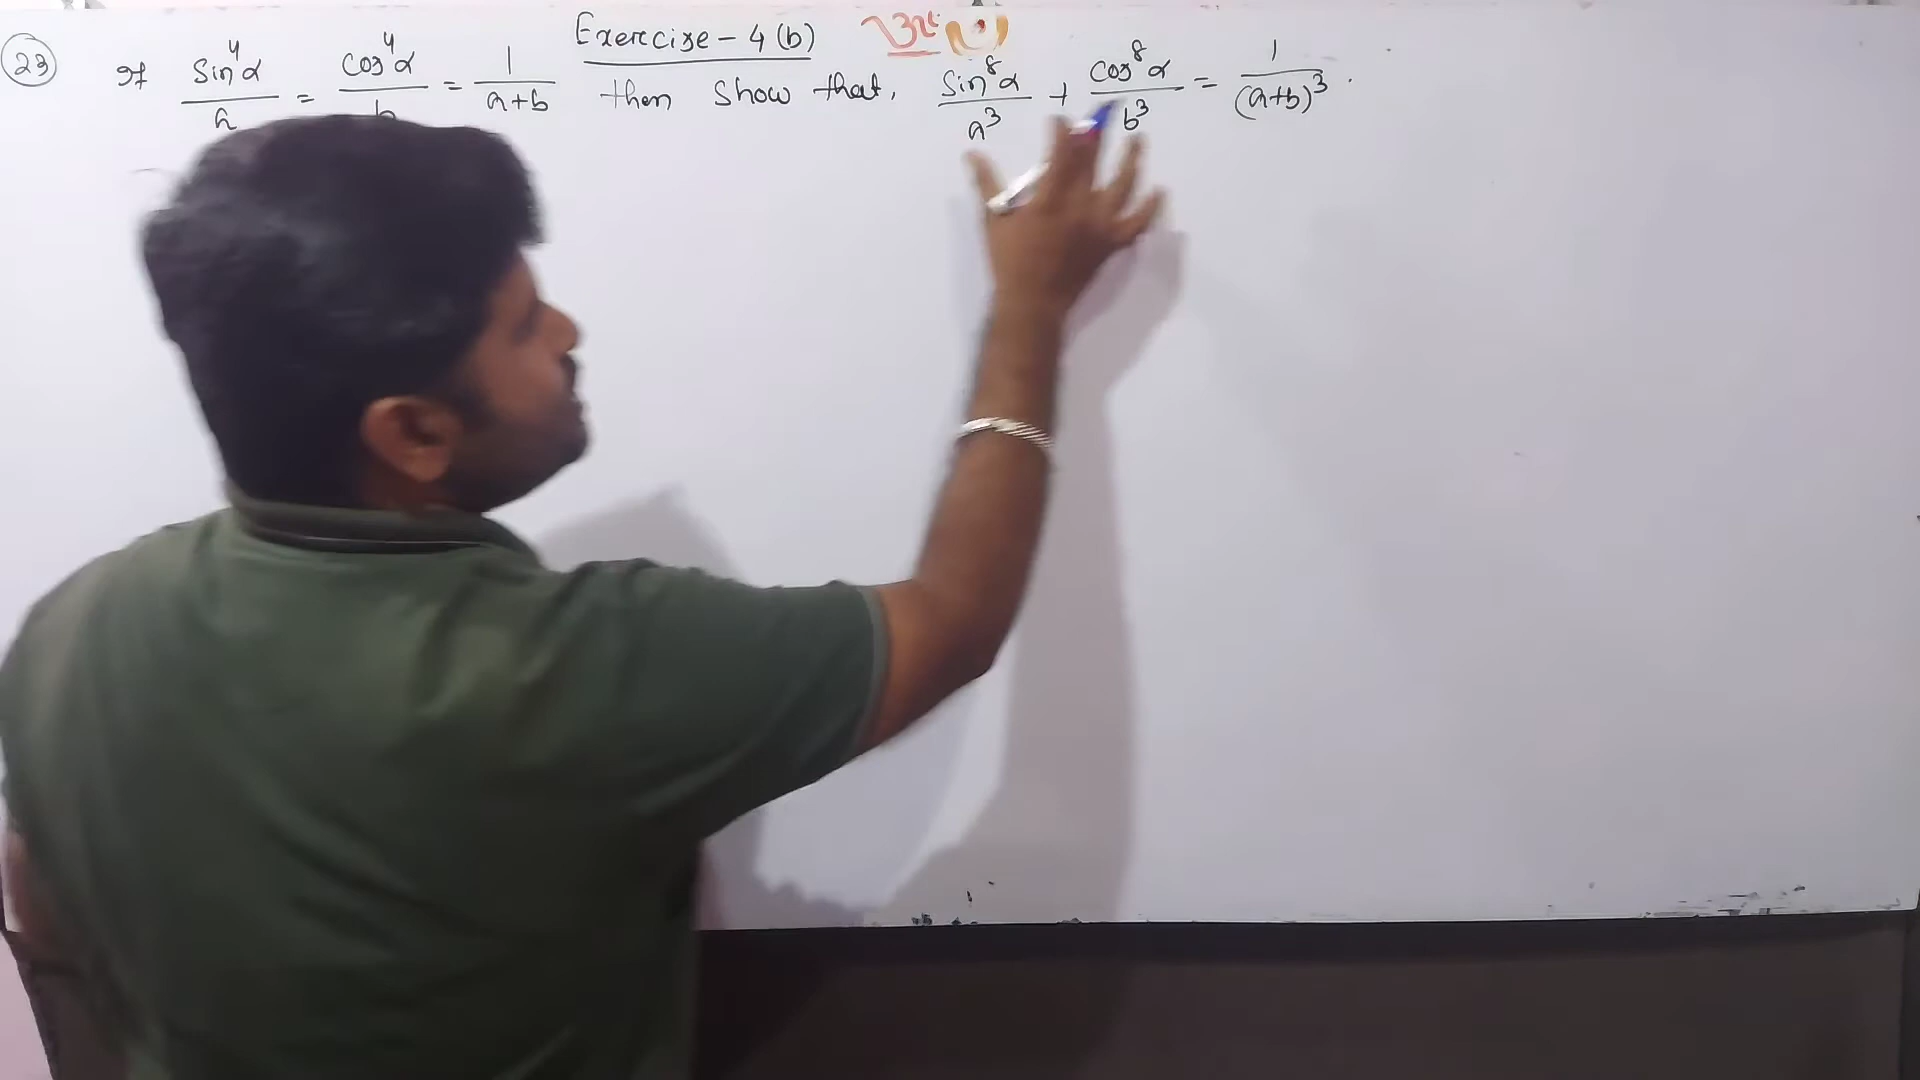 Exercise - 4(b)
23 If sin⁴α/a = cos⁴α/b = 1/a+b then show that, sin⁸α/a³ + cos⁸α/b³ = 1/(a+b)³.